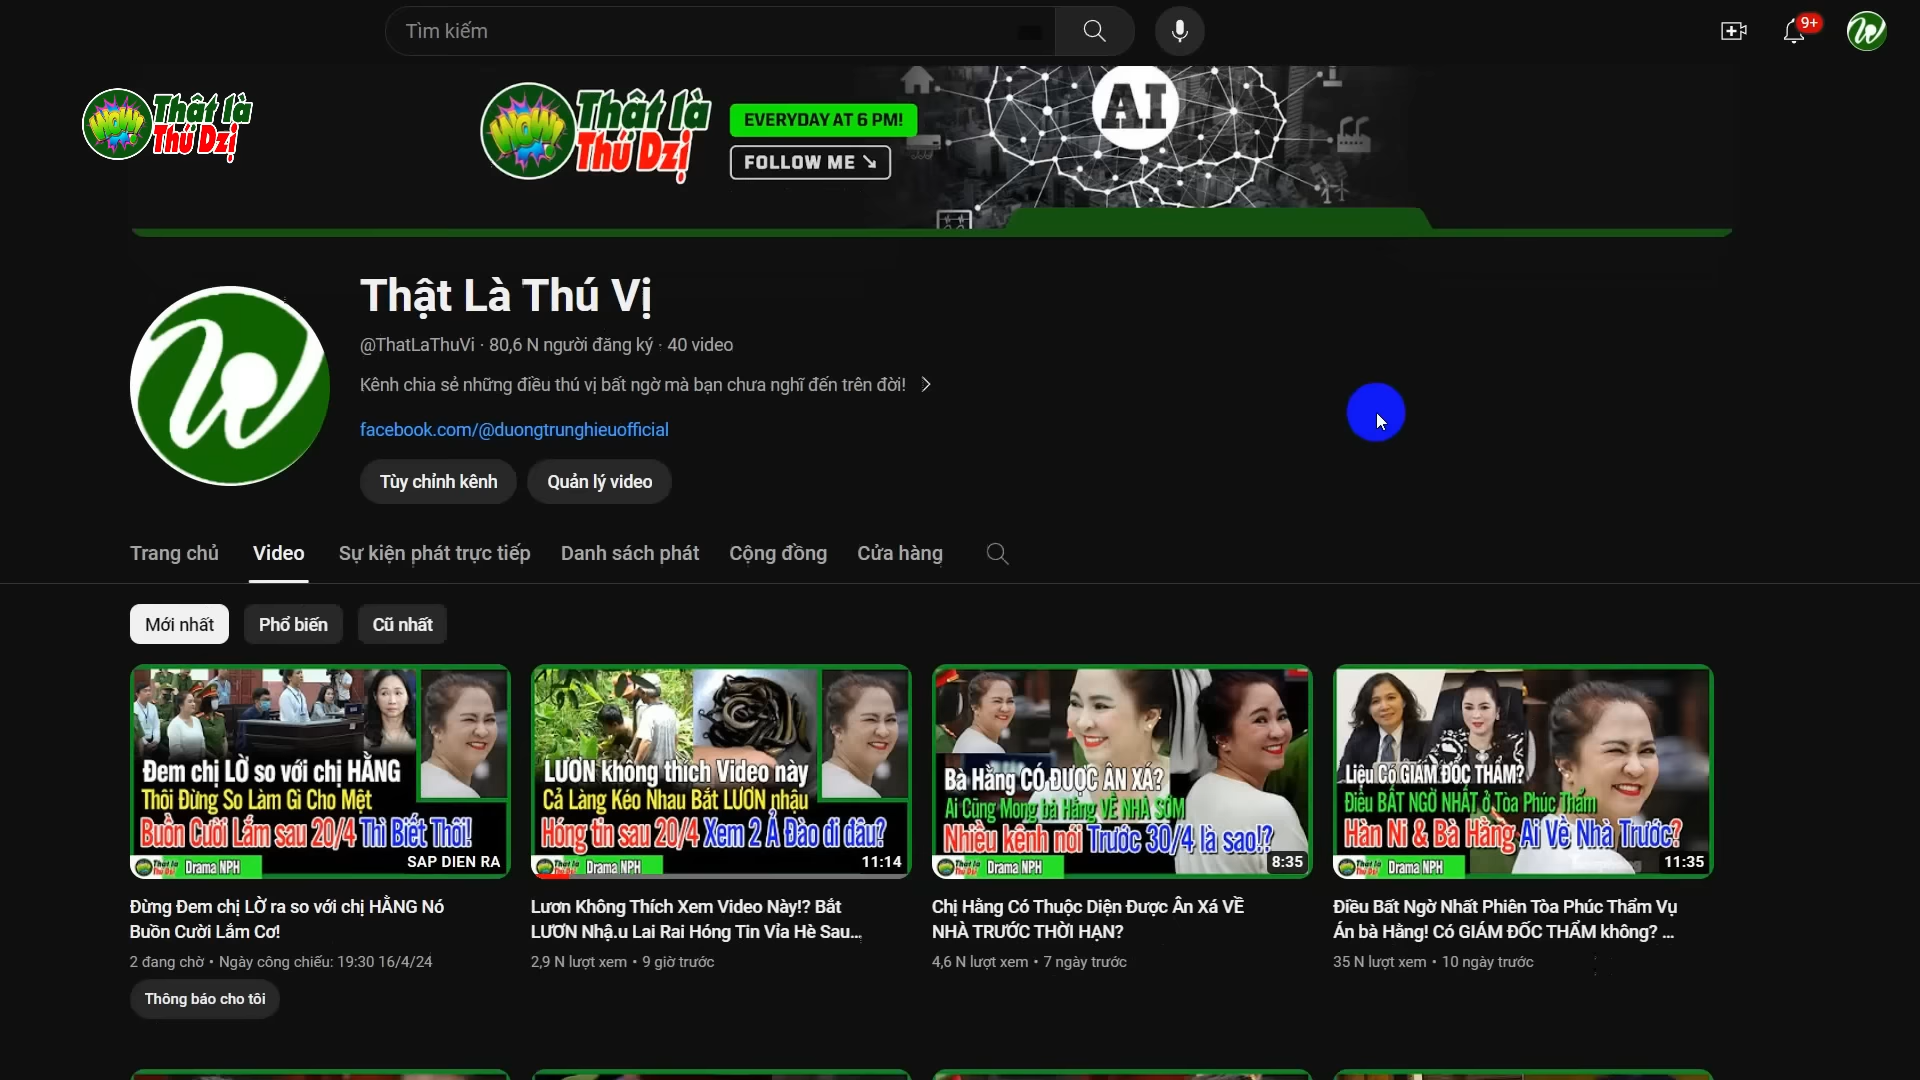 Tìm kiếm
9+
WOW!
Thật là
Thú Dzị
WOW!
Thật là
Thú Dzị
EVERYDAY AT 6 PM!
FOLLOW ME ↘
AI
Thật Là Thú Vị
@ThatLaThuVi · 80,6 N người đăng ký · 40 video
Kênh chia sẻ những điều thú vị bất ngờ mà bạn chưa nghĩ đến trên đời!
facebook.com/@duongtrunghieuofficial
Tùy chỉnh kênh
Quản lý video
Trang chủ
Video
Sự kiện phát trực tiếp
Danh sách phát
Cộng đồng
Cửa hàng
Mới nhất
Phổ biến
Cũ nhất
Đem chị LỜ so với chị HẰNG
Thôi Đừng So Làm Gì Cho Mệt
Buồn Cười Lắm sau 20/4 Thì Biết Thôi!
SAP DIEN RA
Drama NPH
LƯƠN không thích Video này
Cả Làng Kéo Nhau Bắt LƯƠN nhậu
Hóng tin sau 20/4 Xem 2 Ả Đào đi đâu?
11:14
Drama NPH
Bà Hằng CÓ ĐƯỢC ÂN XÁ?
Ai Cũng Mong bà Hằng VỀ NHÀ SỚM
Nhiều kênh nói Trước 30/4 là sao!?
8:35
Drama NPH
Liệu Có GIÁM ĐỐC THẨM?
Điều BẤT NGỜ NHẤT ở Tòa Phúc Thẩm
Hàn Ni & Bà Hằng Ai Về Nhà Trước?
11:35
Drama NPH
Đừng Đem chị LỜ ra so với chị HẰNG Nó
Buồn Cười Lắm Cơ!
2 đang chờ • Ngày công chiếu: 19:30 16/4/24
Thông báo cho tôi
Lươn Không Thích Xem Video Này!? Bắt
LƯƠN Nhậ.u Lai Rai Hóng Tin Vỉa Hè Sau...
2,9 N lượt xem • 9 giờ trước
Chị Hằng Có Thuộc Diện Được Ân Xá VỀ
NHÀ TRƯỚC THỜI HẠN?
4,6 N lượt xem • 7 ngày trước
Điều Bất Ngờ Nhất Phiên Tòa Phúc Thẩm Vụ
Án bà Hằng! Có GIÁM ĐỐC THẨM không? ...
35 N lượt xem • 10 ngày trước